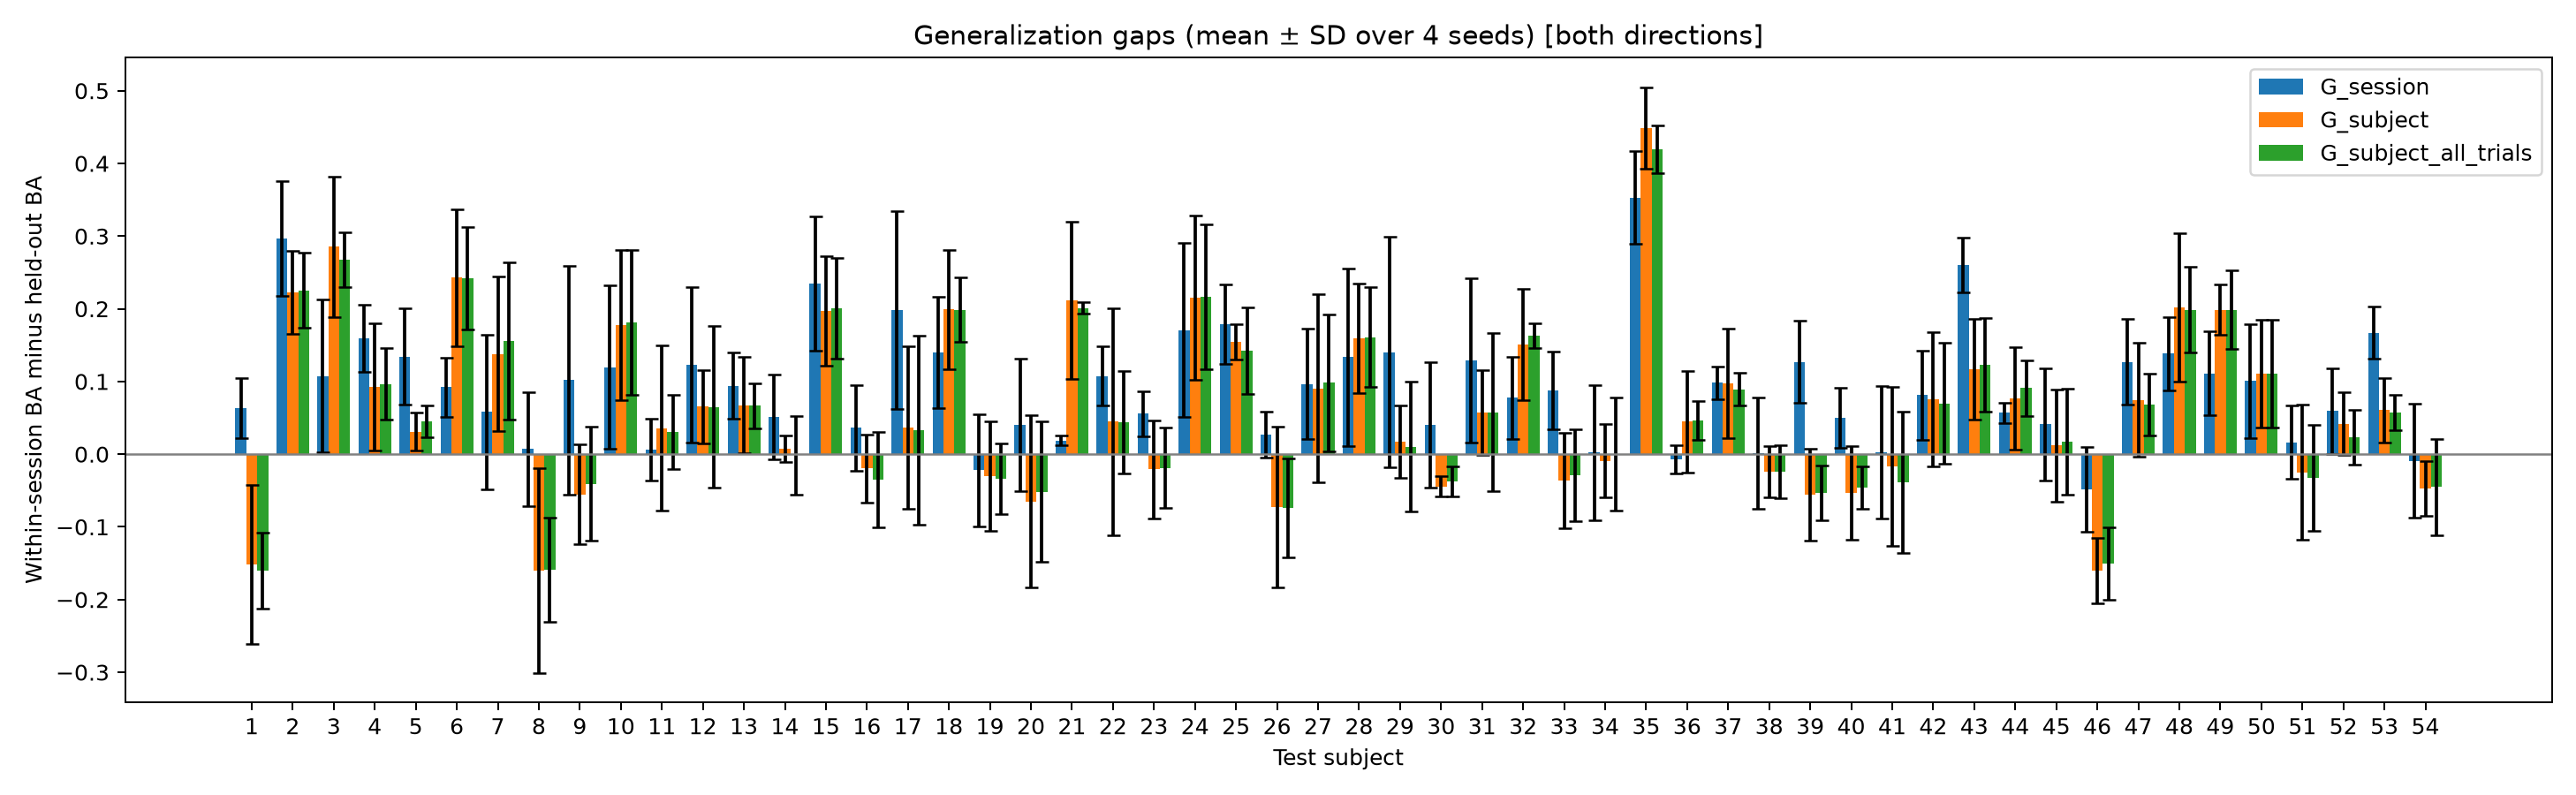 Generalization gaps (mean ± SD over 4 seeds) [both directions]
G_session
G_subject
G_subject_all_trials
Within-session BA minus held-out BA
0.5
0.4
0.3
0.2
0.1
0.0
−0.1
−0.2
−0.3
1 2 3 4 5 6 7 8 9 10 11 12 13 14 15 16 17 18 19 20 21 22 23 24 25 26 27 28 29 30 31 32 33 34 35 36 37 38 39 40 41 42 43 44 45 46 47 48 49 50 51 52 53 54
Test subject